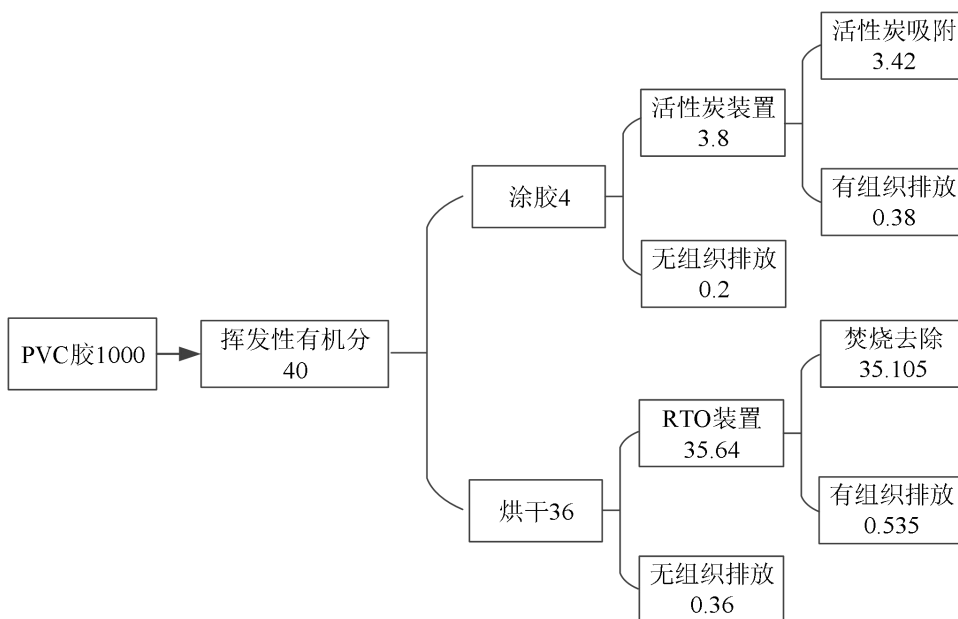 PVC胶1000
挥发性有机分
40
涂胶4
活性炭装置
3.8
活性炭吸附
3.42
有组织排放
0.38
无组织排放
0.2
烘干36
RTO装置
35.64
焚烧去除
35.105
有组织排放
0.535
无组织排放
0.36